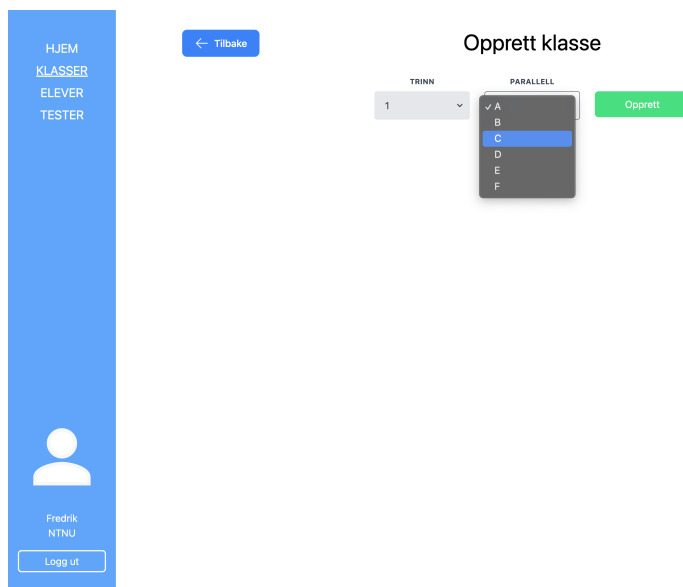 HJEM
KLASSER
ELEVER
TESTER
Fredrik
NTNU
Logg ut
Tilbake
Opprett klasse
TRINN
PARALLELL
1
A
B
C
D
E
F
Opprett